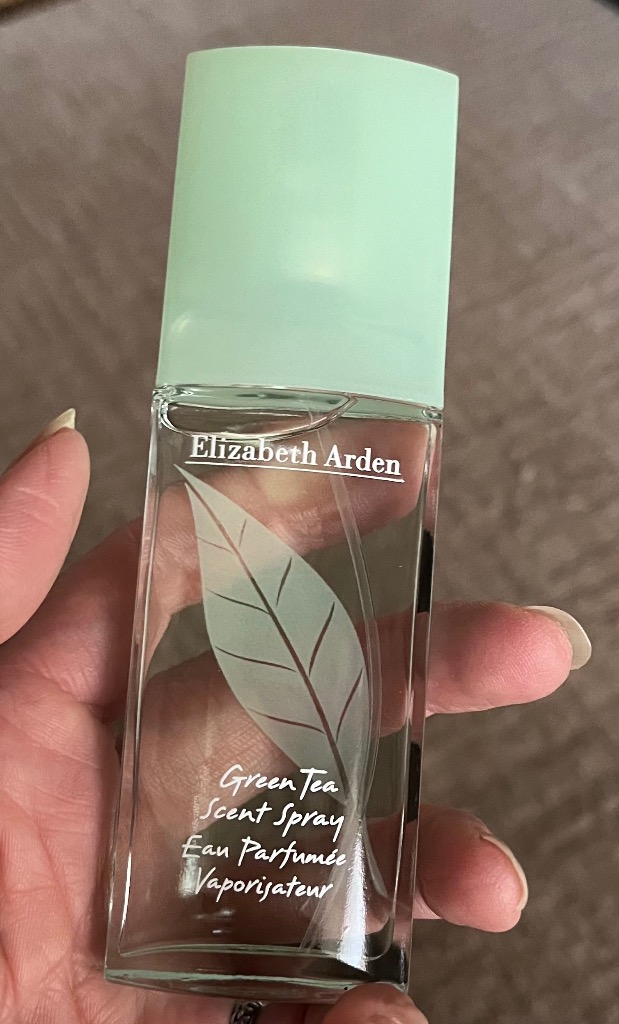 Elizabeth Arden
Green Tea
Scent Spray
Eau Parfumée
Vaporisateur